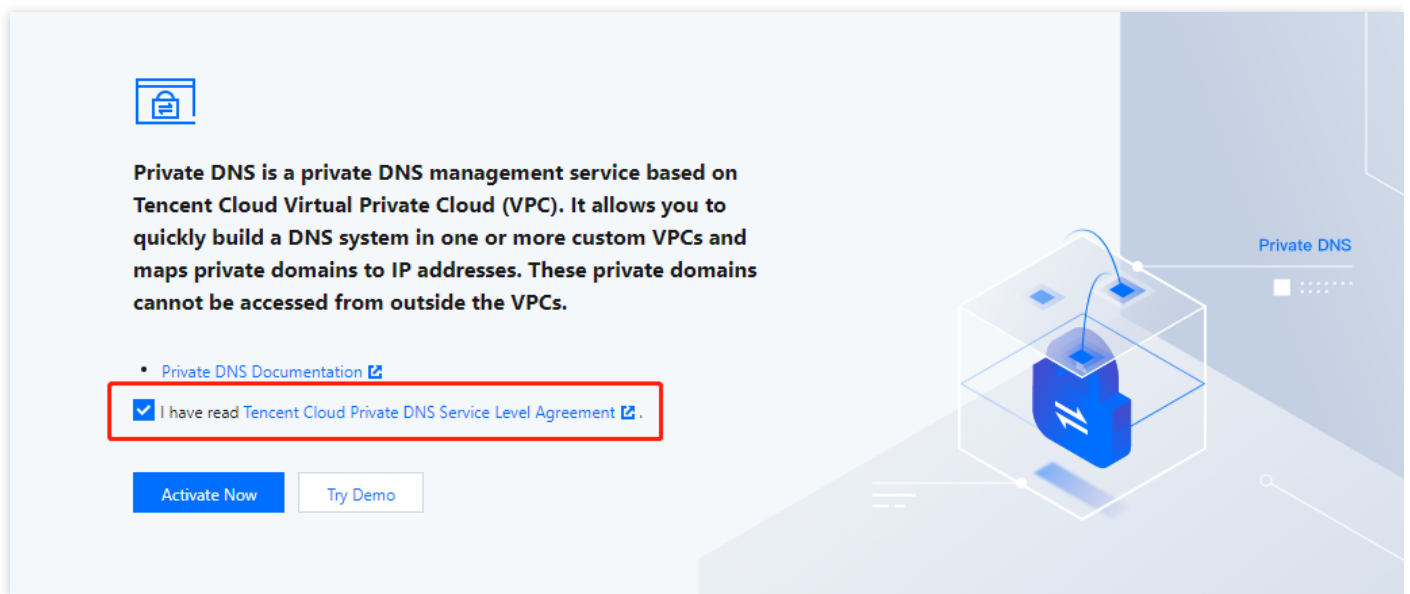 Private DNS is a private DNS management service based on
Tencent Cloud Virtual Private Cloud (VPC). It allows you to
quickly build a DNS system in one or more custom VPCs and
maps private domains to IP addresses. These private domains
cannot be accessed from outside the VPCs.
Private DNS
• Private DNS Documentation
I have read Tencent Cloud Private DNS Service Level Agreement .
Activate Now
Try Demo